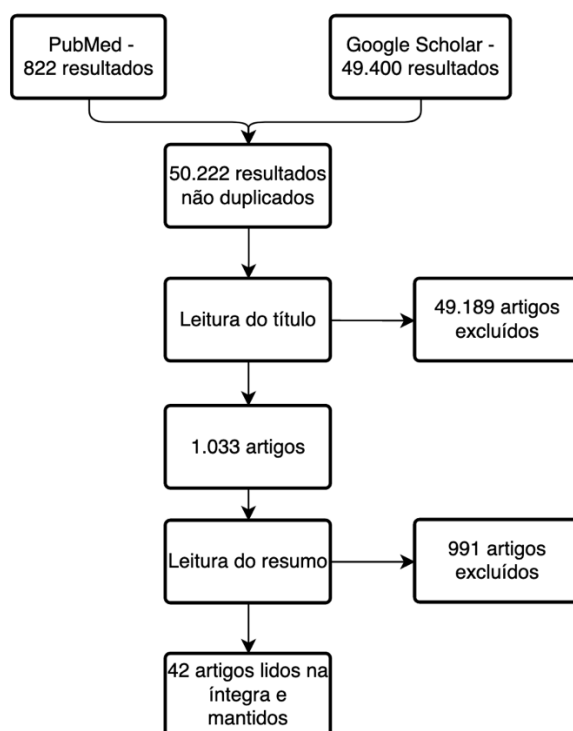 PubMed -
822 resultados
Google Scholar -
49.400 resultados
50.222 resultados
não duplicados
Leitura do título
49.189 artigos
excluídos
1.033 artigos
Leitura do resumo
991 artigos
excluídos
42 artigos lidos na
íntegra e
mantidos